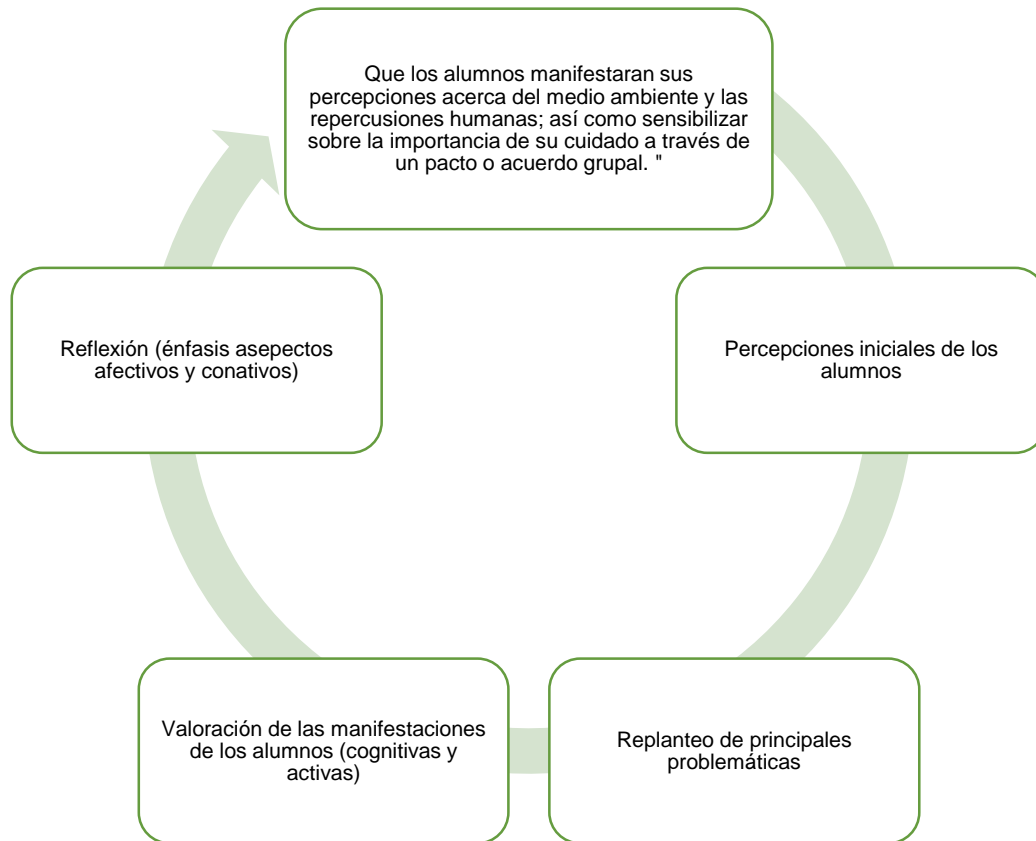 Que los alumnos manifestaran sus
percepciones acerca del medio ambiente y las
repercusiones humanas; así como sensibilizar
sobre la importancia de su cuidado a través de
un pacto o acuerdo grupal. "
Percepciones iniciales de los
alumnos
Replanteo de principales
problemáticas
Valoración de las manifestaciones
de los alumnos (cognitivas y
activas)
Reflexión (énfasis asepectos
afectivos y conativos)